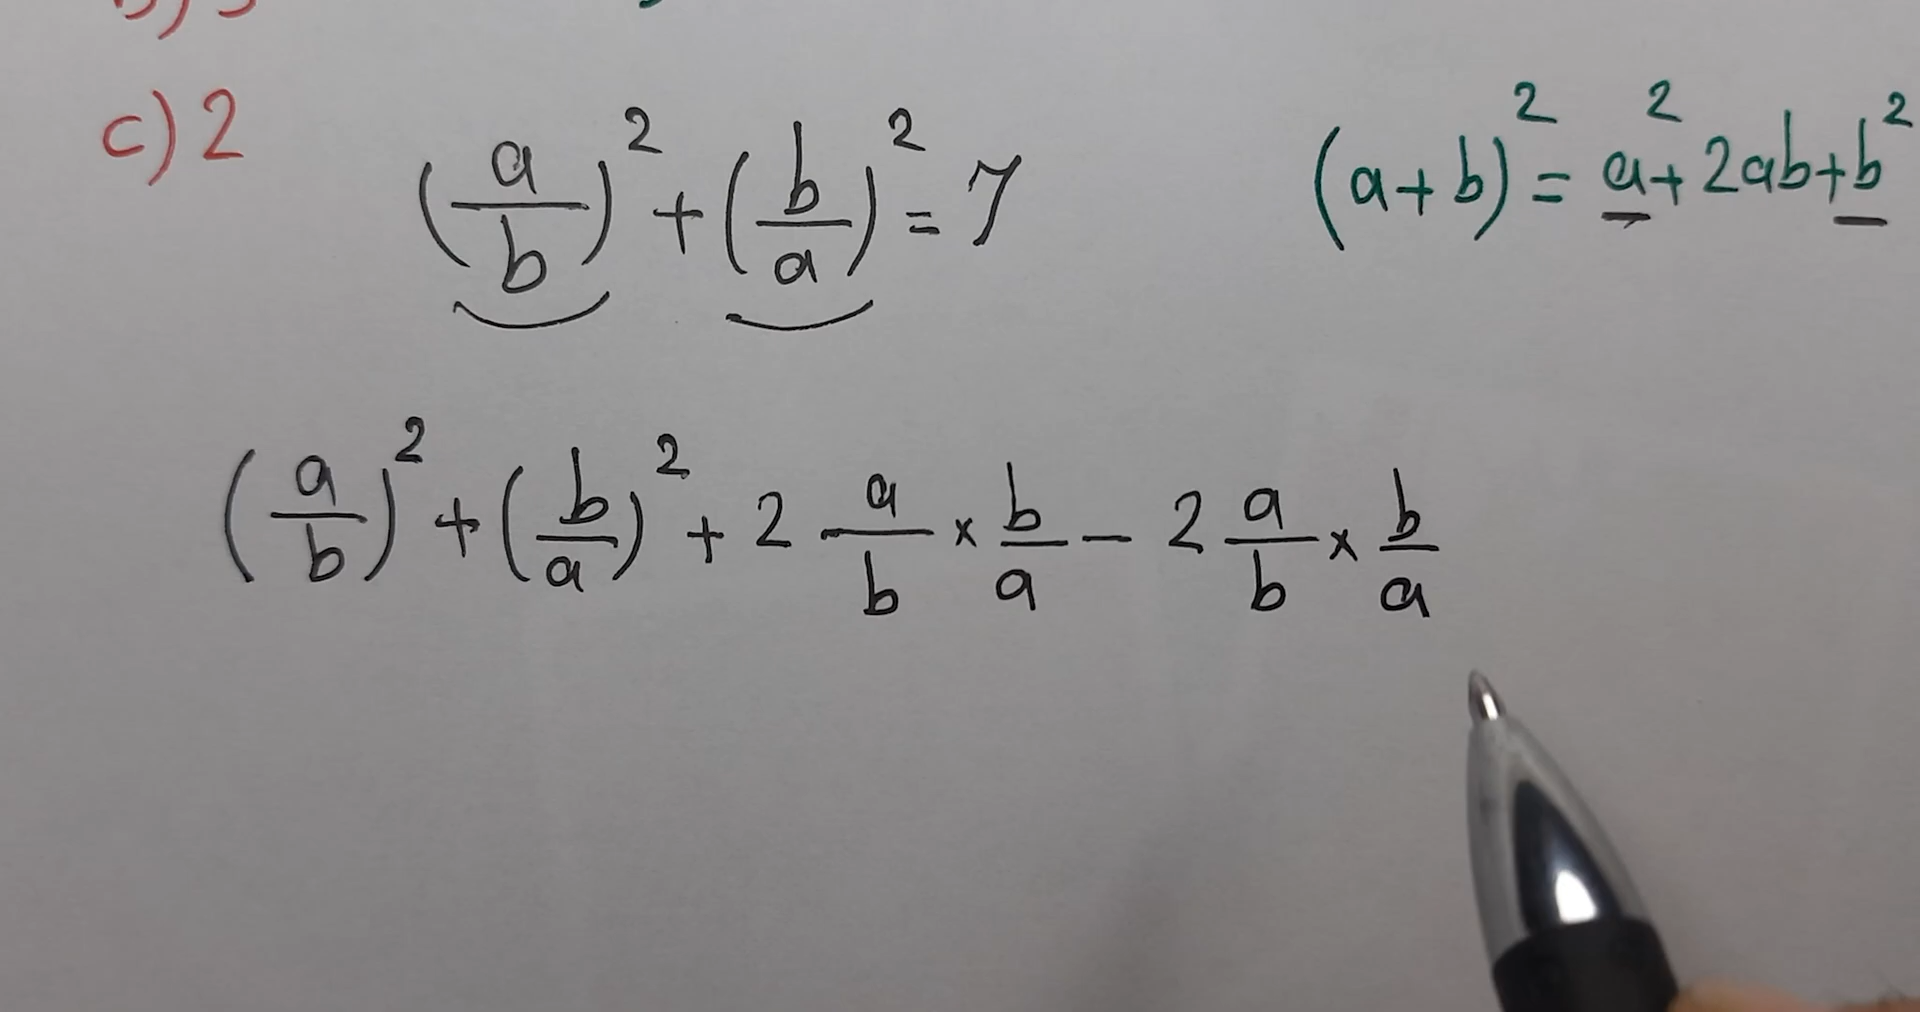 c) 2
(a/b)² + (b/a)² = 7
(a+b)² = a² + 2ab + b²
(a/b)² + (b/a)² + 2 a/b × b/a − 2 a/b × b/a